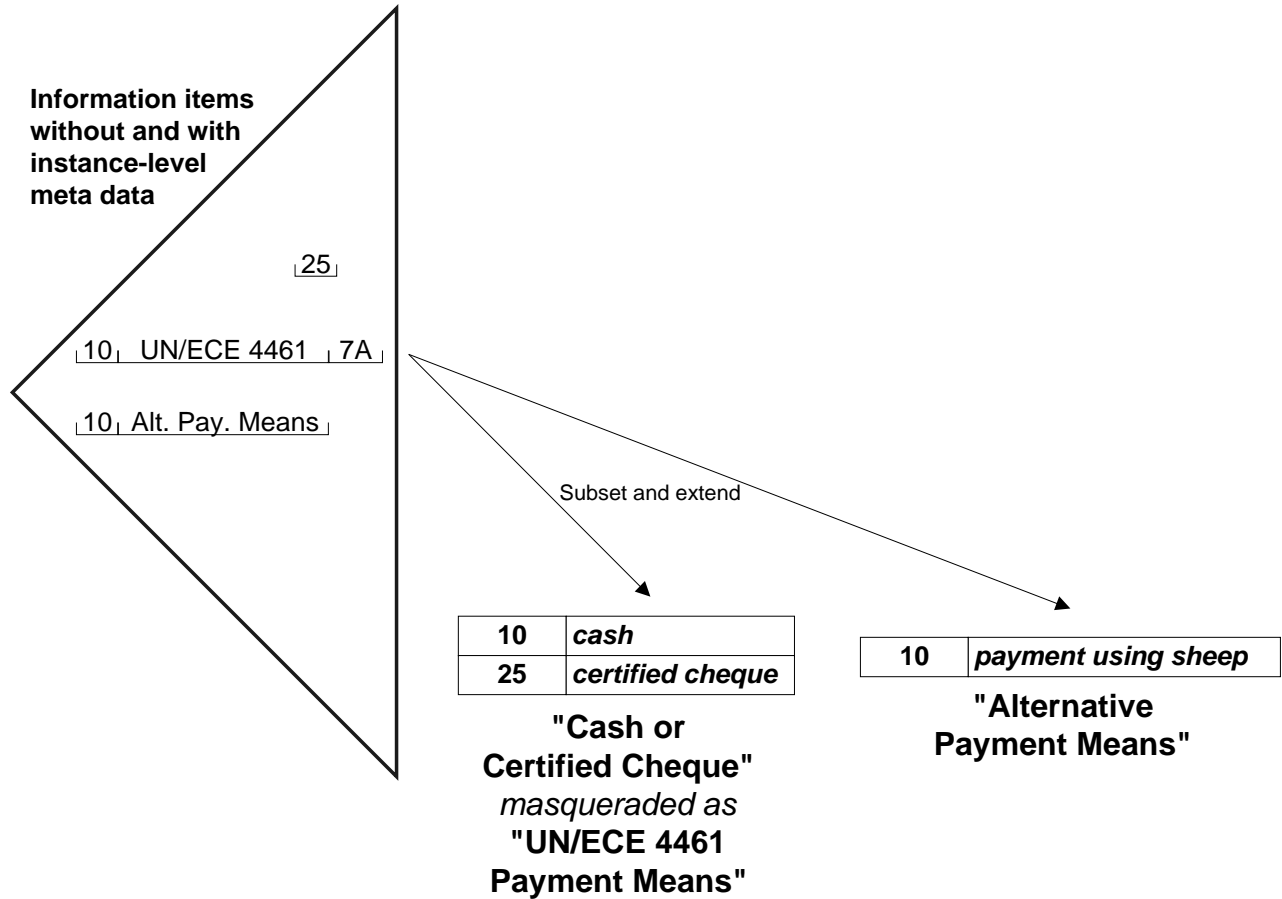 Information items
without and with
instance-level
meta data
25
10 UN/ECE 4461 7A
10 Alt. Pay. Means
Subset and extend
10 cash
25 certified cheque
"Cash or
Certified Cheque"
masqueraded as
"UN/ECE 4461
Payment Means"
10 payment using sheep
"Alternative
Payment Means"